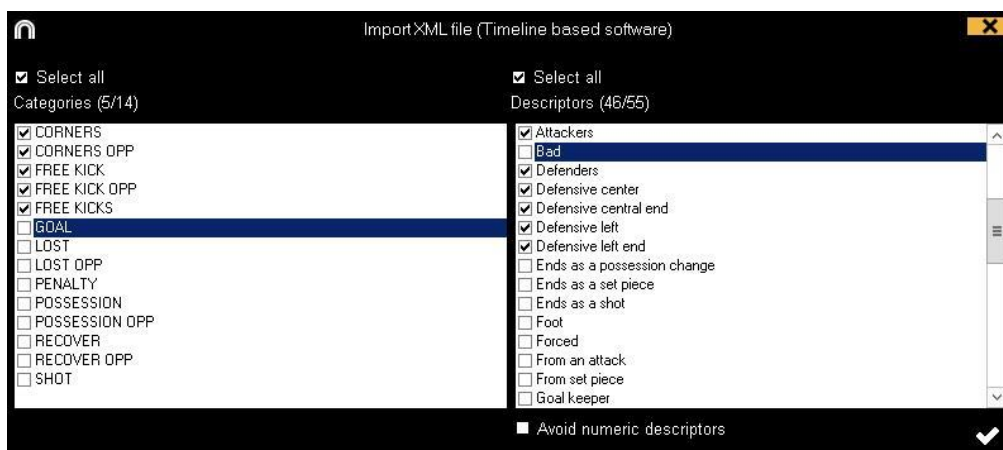 Import XML file (Timeline based software)
Select all
Categories (5/14)
CORNERS
CORNERS OPP
FREE KICK
FREE KICK OPP
FREE KICKS
GOAL
LOST
LOST OPP
PENALTY
POSSESSION
POSSESSION OPP
RECOVER
RECOVER OPP
SHOT
Select all
Descriptors (46/55)
Attackers
Bad
Defenders
Defensive center
Defensive central end
Defensive left
Defensive left end
Ends as a possession change
Ends as a set piece
Ends as a shot
Foot
Forced
From an attack
From set piece
Goal keeper
Avoid numeric descriptors